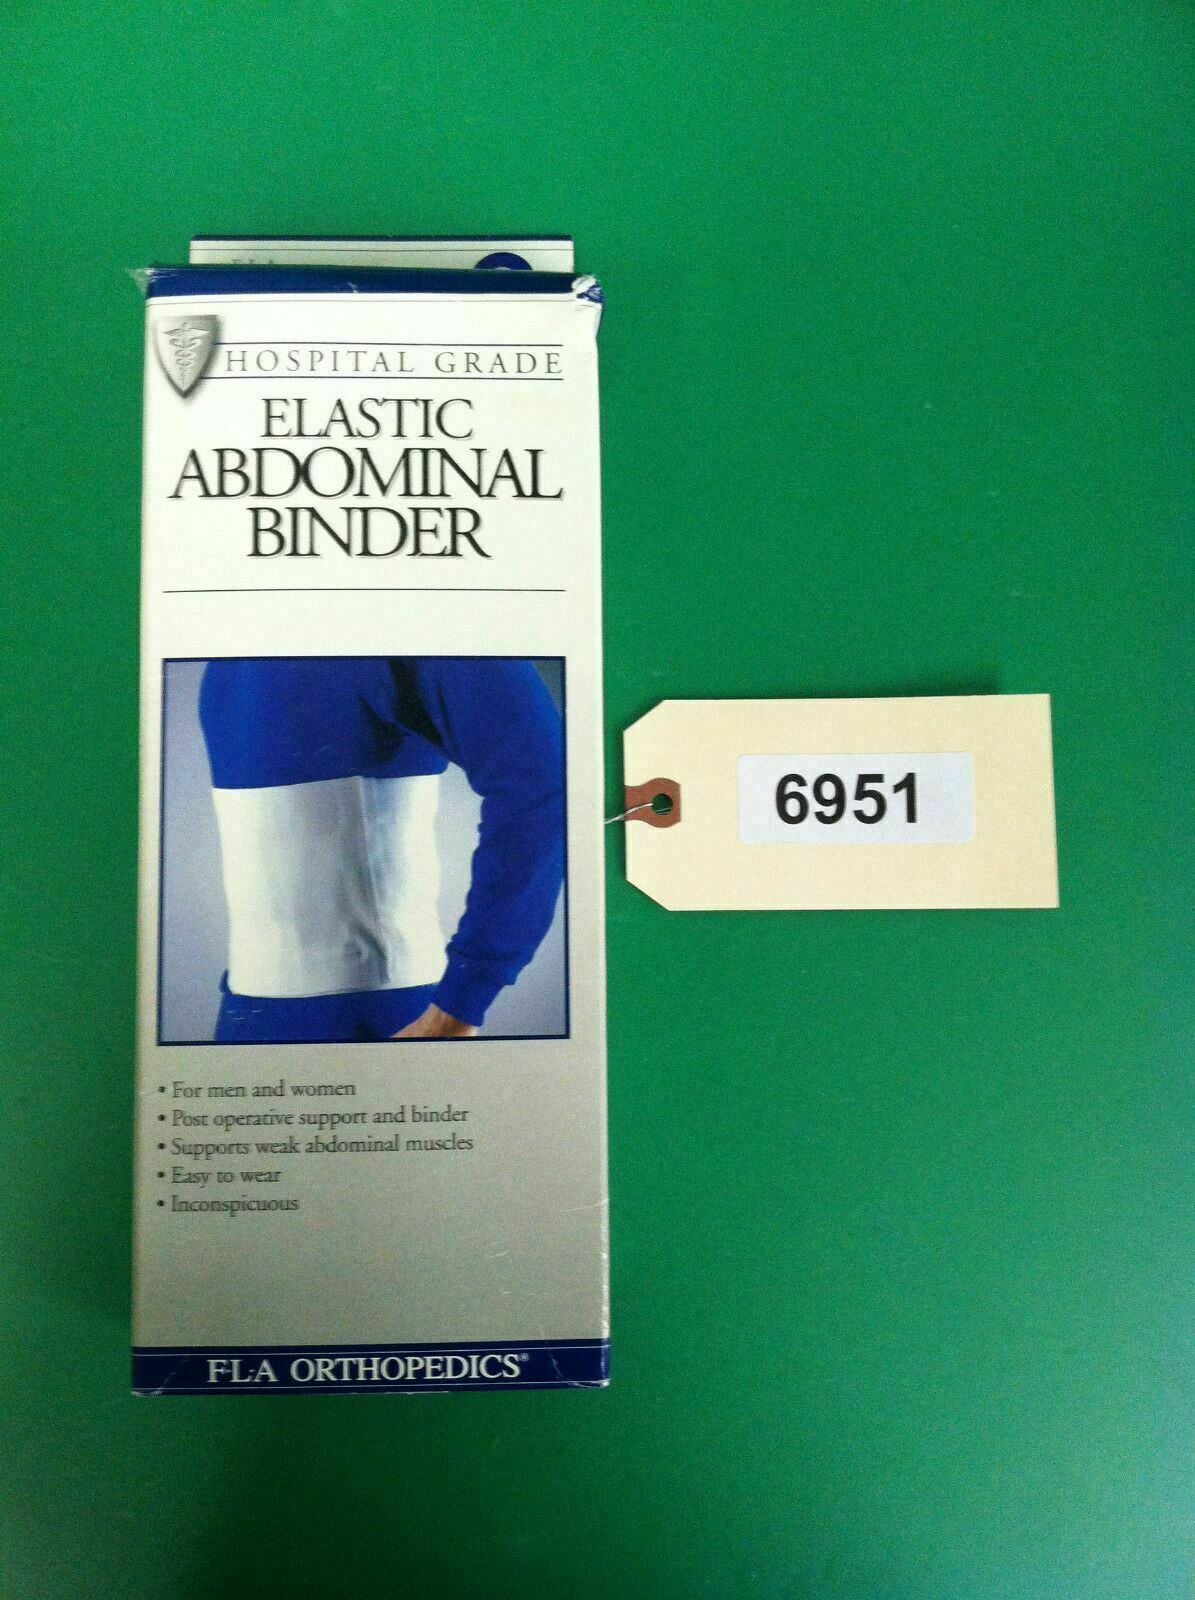 FLA
HOSPITAL GRADE
ELASTIC
ABDOMINAL
BINDER
6951
• For men and women
• Post operative support and binder
• Supports weak abdominal muscles
• Easy to wear
• Inconspicuous
F·L·A ORTHOPEDICS®